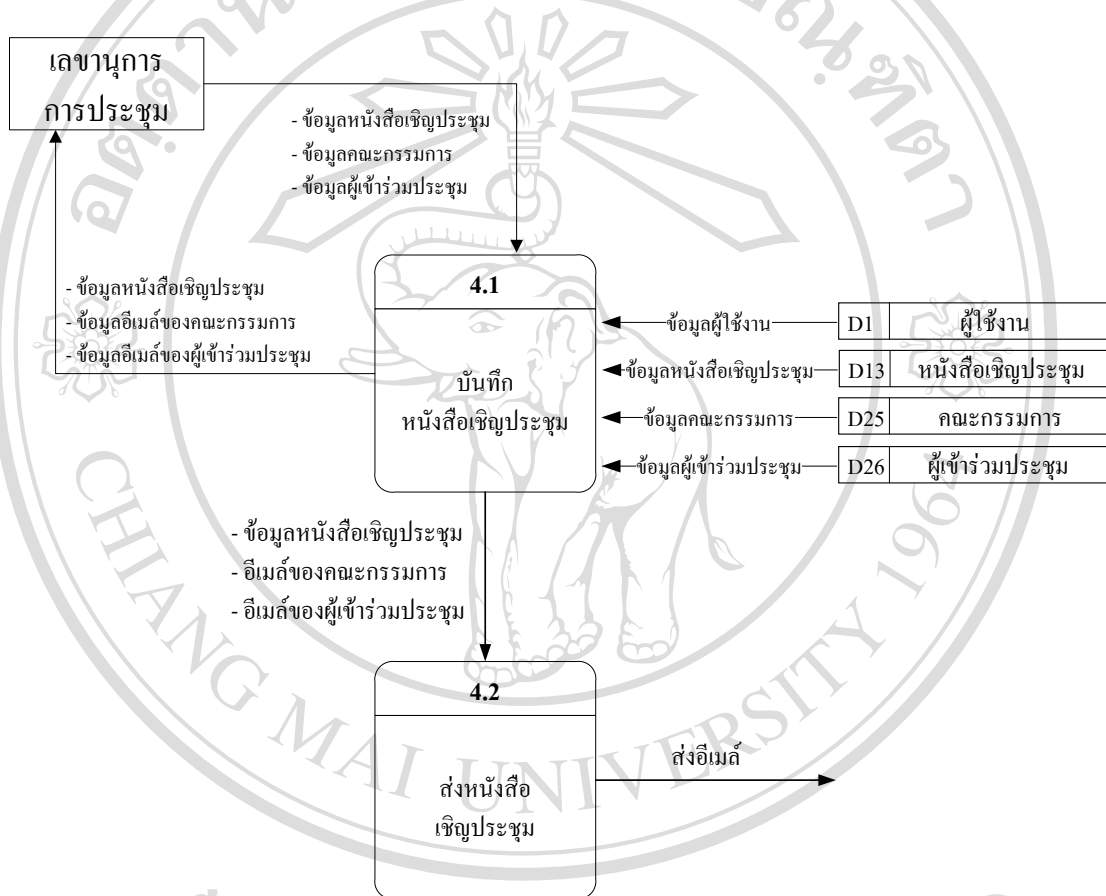 เลขานุการ
การประชุม
- ข้อมูลหนังสือเชิญประชุม
- ข้อมูลคณะกรรมการ
- ข้อมูลผู้เข้าร่วมประชุม
- ข้อมูลหนังสือเชิญประชุม
- ข้อมูลอีเมล์ของคณะกรรมการ
- ข้อมูลอีเมล์ของผู้เข้าร่วมประชุม
4.1
บันทึก
หนังสือเชิญประชุม
ข้อมูลผู้ใช้งาน D1 ผู้ใช้งาน
ข้อมูลหนังสือเชิญประชุม D13 หนังสือเชิญประชุม
ข้อมูลคณะกรรมการ D25 คณะกรรมการ
ข้อมูลผู้เข้าร่วมประชุม D26 ผู้เข้าร่วมประชุม
- ข้อมูลหนังสือเชิญประชุม
- อีเมล์ของคณะกรรมการ
- อีเมล์ของผู้เข้าร่วมประชุม
4.2
ส่งหนังสือ
เชิญประชุม
ส่งอีเมล์
CHIANG MAI UNIVERSITY 1964